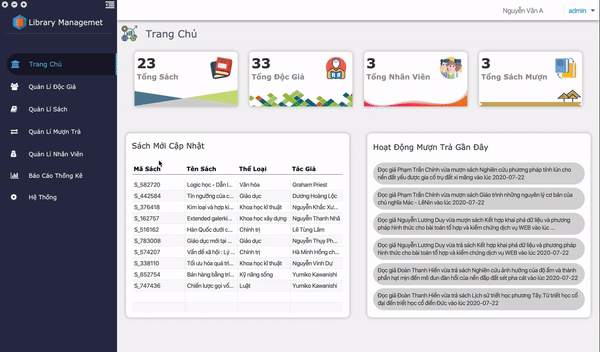 Library Managemet
Trang Chủ
Quản Lí Độc Giả
Quản Lí Sách
Quản Lí Mượn Trả
Quản Lí Nhân Viên
Báo Cáo Thống Kê
Hệ Thống
Nguyễn Văn A
admin
Trang Chủ
23
Tổng Sách
33
Tổng Độc Giả
3
Tổng Nhân Viên
3
Tổng Sách Mượn
Sách Mới Cập Nhật
Mã Sách Tên Sách Thể Loại Tác Giả
S_582720 Logic học - Dẫn l... Văn hóa Graham Priest
S_442584 Tín ngưỡng của c... Giáo dục Dương Hoàng Lộc
S_376418 Kim loại và hợp ki... Khoa học kĩ thuật Nguyễn Khắc Xư...
S_162757 Extended galerki... Khoa học xây dựng Nguyễn Thanh Nhã
S_516162 Hàn Quốc dưới c... Chính trị Lê Tùng Lâm
S_783008 Giáo dục mới tại ... Giáo dục Nguyễn Thụy Ph...
S_574207 Vấn đề xã hội : Lý ... Chính trị Hà Minh Hồng ch...
S_338110 Tối ưu hóa quá tri... Khoa học kĩ thuật Nguyễn Vinh Dự
S_652754 Bán hàng bằng tr... Kỹ năng sống Yumiko Kawanishi
S_747436 Chiến lược gọi vố... Luật Yumiko Kawanishi
Hoạt Động Mượn Trả Gần Đây
Đọc giả Phạm Trấn Chính vừa mượn sách Nghiên cứu phương pháp tính lún cho
nền đất yếu được gia cố trụ đất xi măng vào lúc 2020-07-22
Đọc giả Phạm Trấn Chính vừa mượn sách Giáo trình những nguyên lý cơ bản của
chủ nghĩa Mác - LêNin vào lúc 2020-07-22
Đọc giả Nguyễn Lương Duy vừa mượn sách Kết hợp khai phá dữ liệu và phương
pháp hình thức cho bài toán tổ hợp và kiểm chứng dịch vụ WEB vào lúc ...
Đọc giả Nguyễn Lương Duy vừa trả sách Kết hợp khai phá dữ liệu và phương pháp
hình thức cho bài toán tổ hợp và kiểm chứng dịch vụ WEB vào lúc 2020-07-22
Đọc giả Đoàn Thanh Hiền vừa trả sách Nghiên cứu ảnh hưởng của độ ẩm và thành
phần hạt mịn đến mô đun đàn hồi của nền đắp đất sét pha cát vào lúc 2020-07-22
Đọc giả Đoàn Thanh Hiền vừa trả sách Lịch sử triết học phương Tây.Từ triết học cổ
đại đến triết học cổ điển Đức vào lúc 2020-07-22